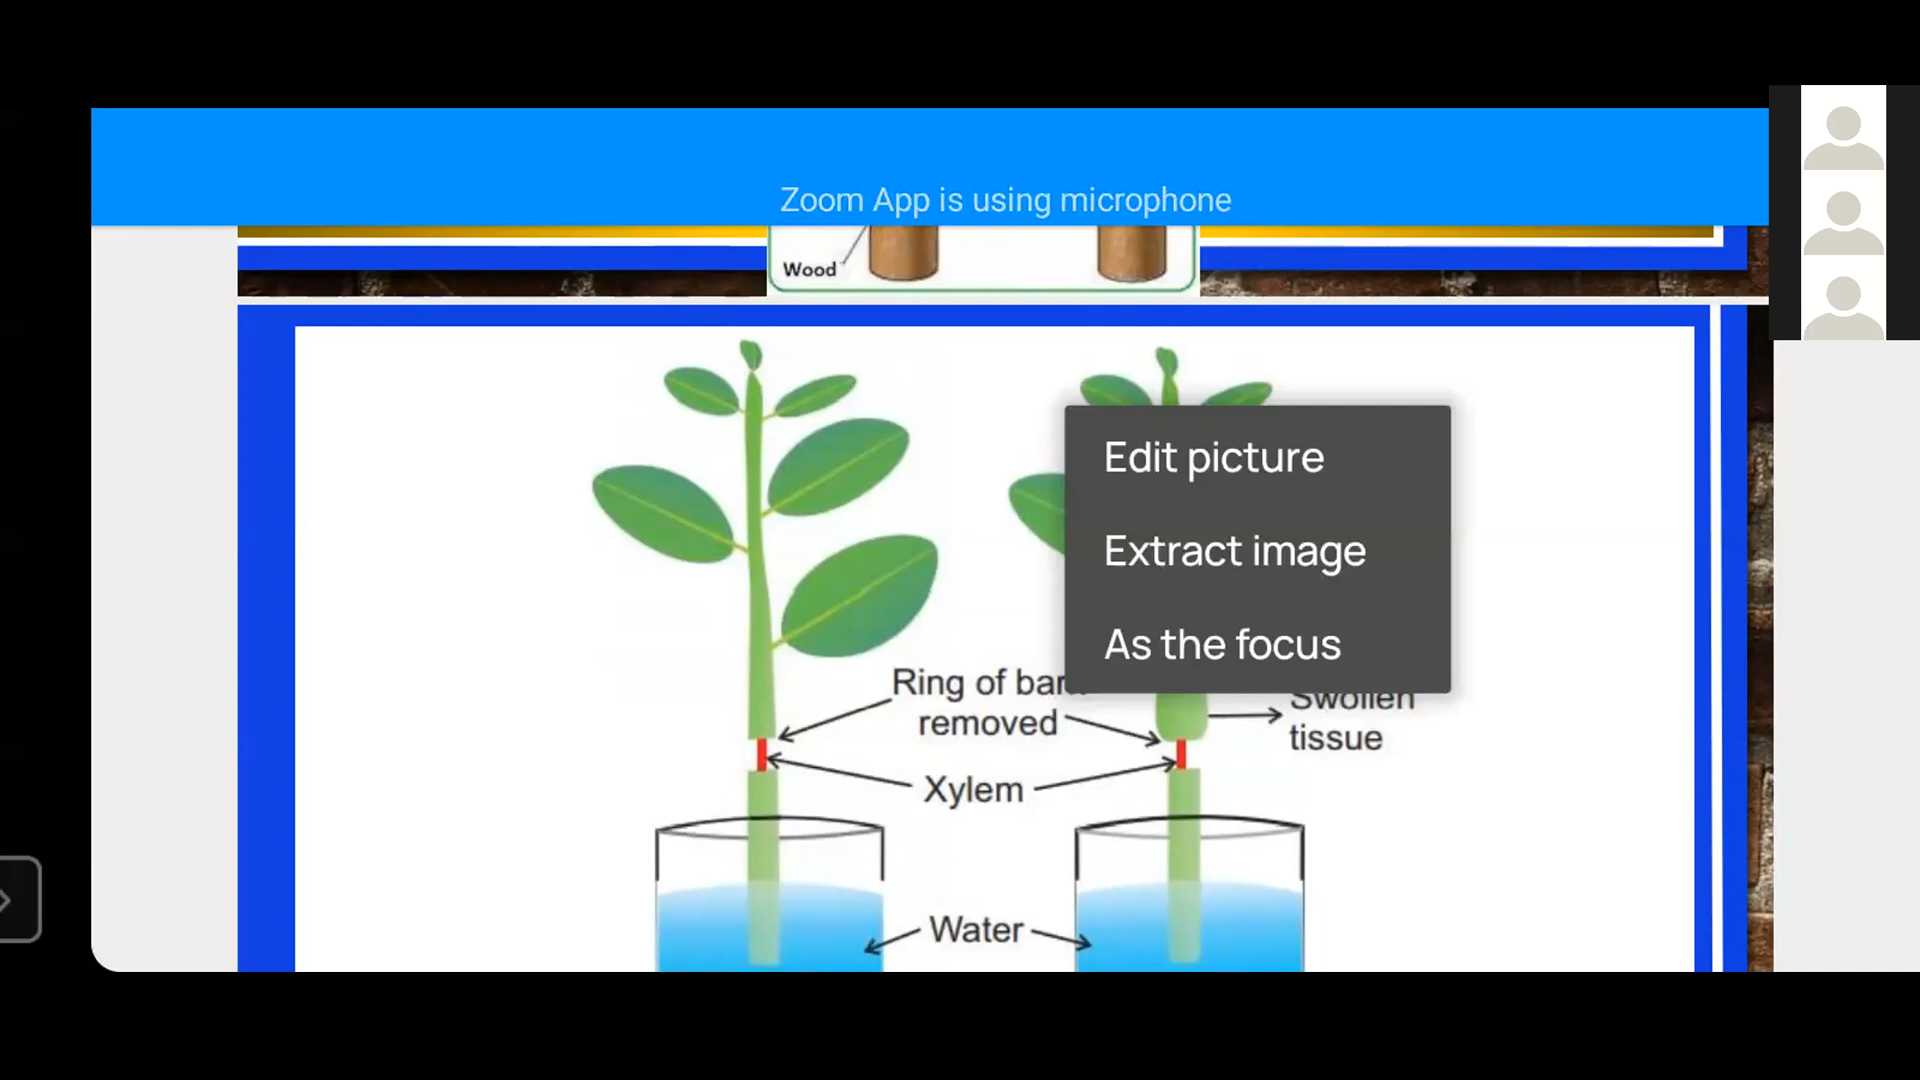 Zoom App is using microphone
Wood
Edit picture
Extract image
As the focus
Ring of
removed
Swollen
tissue
Xylem
Water